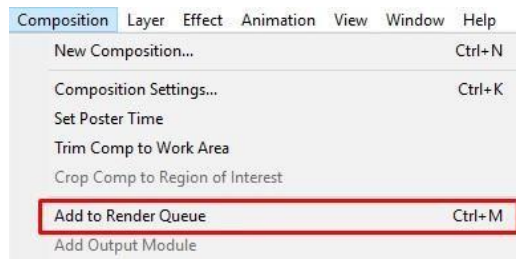 Composition Layer Effect Animation View Window Help
New Composition... Ctrl+N
Composition Settings... Ctrl+K
Set Poster Time
Trim Comp to Work Area
Crop Comp to Region of Interest
Add to Render Queue Ctrl+M
Add Output Module